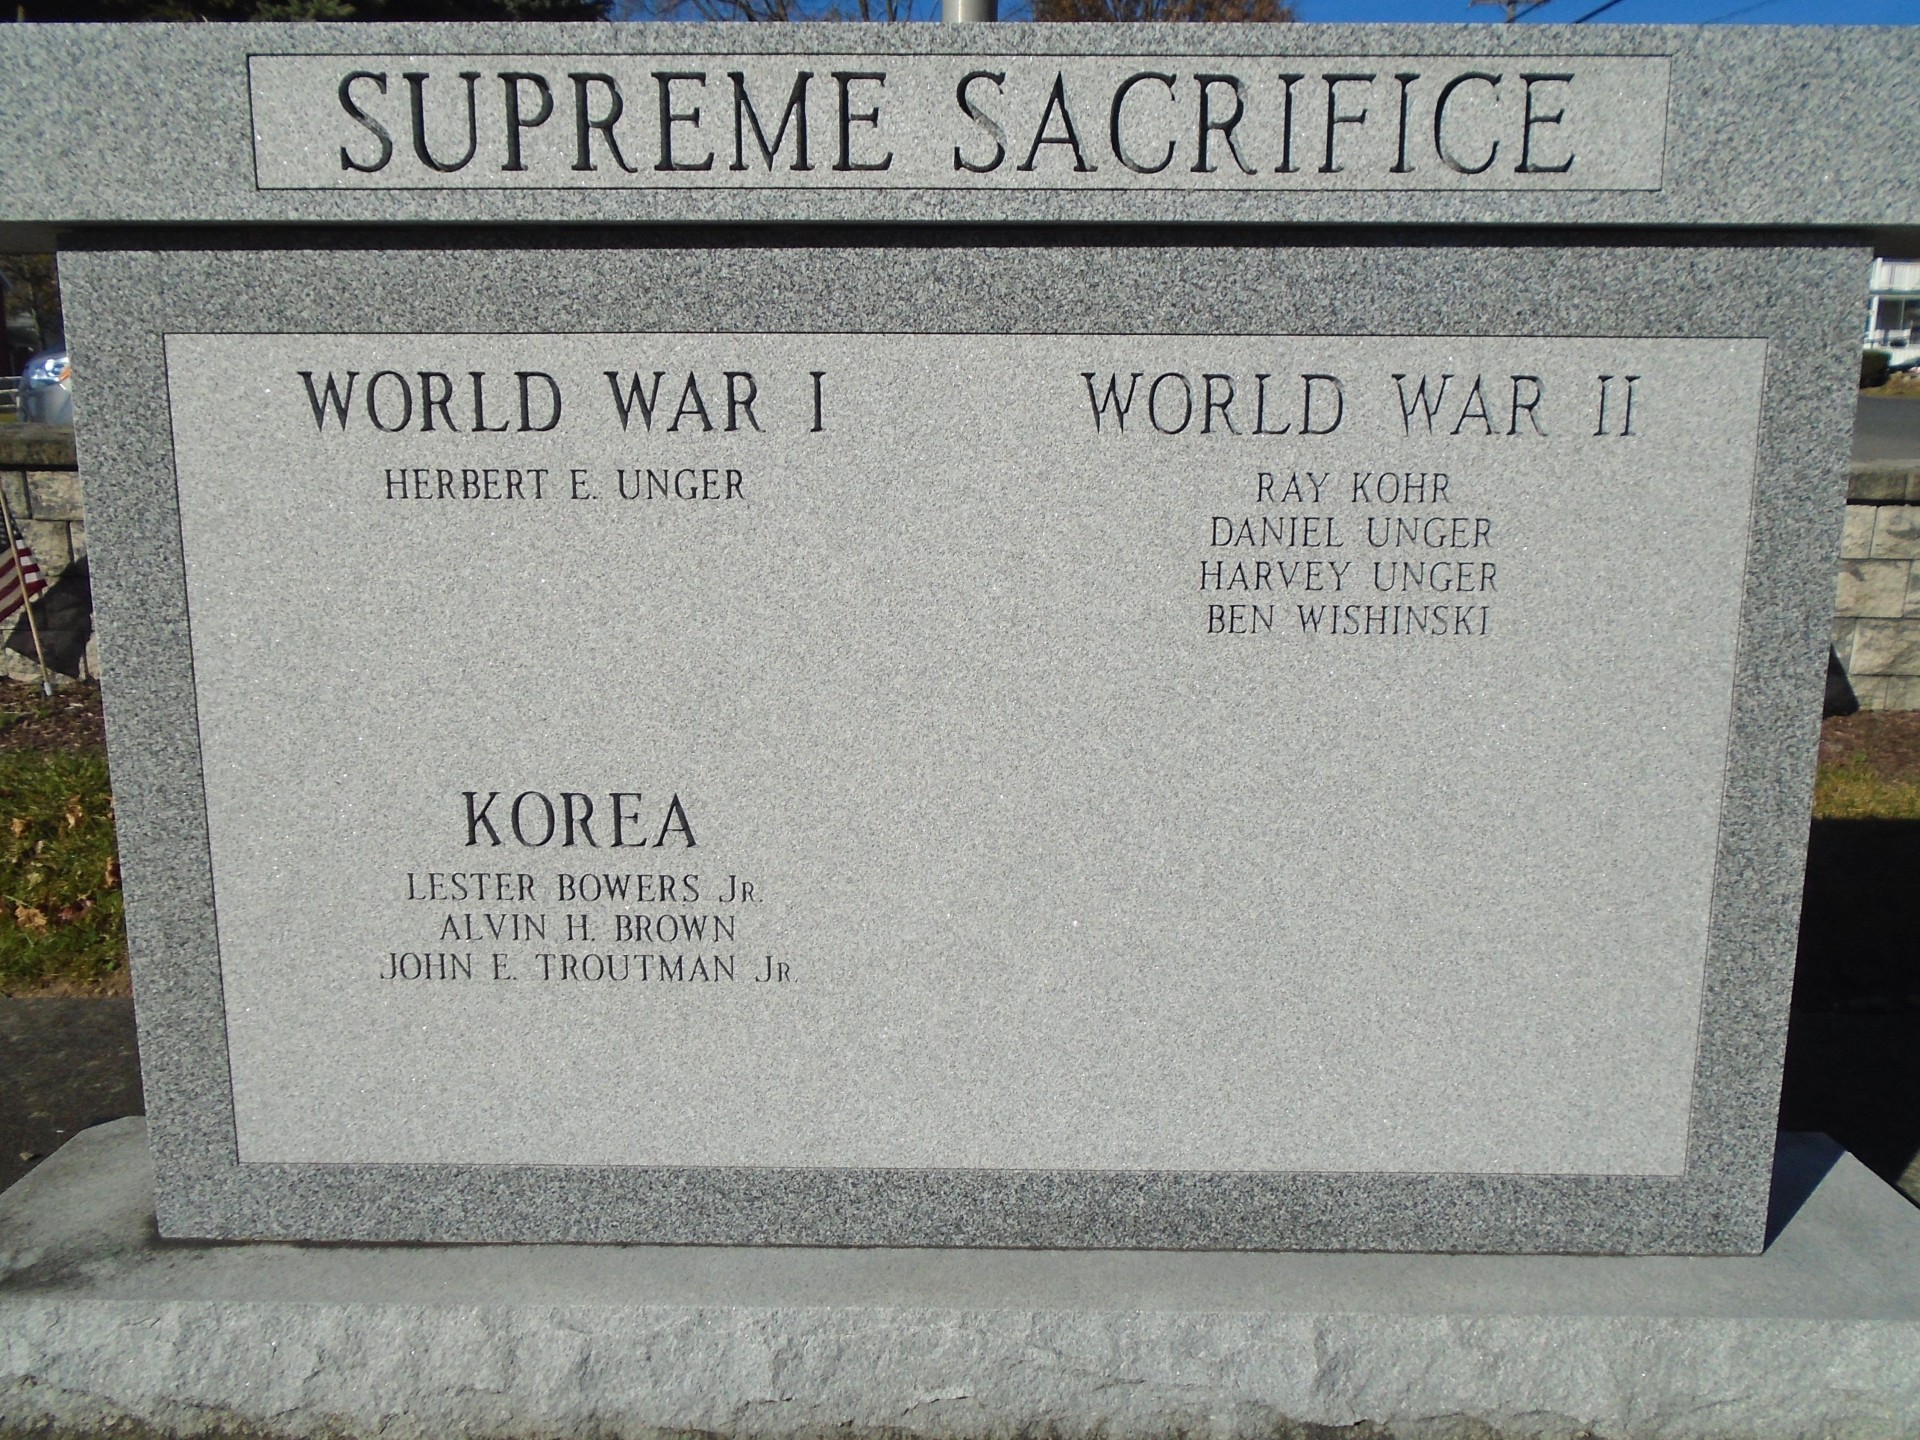 SUPREME SACRIFICE
WORLD WAR I
HERBERT E. UNGER
WORLD WAR II
RAY KOHR
DANIEL UNGER
HARVEY UNGER
BEN WISHINSKI
KOREA
LESTER BOWERS JR.
ALVIN H. BROWN
JOHN E. TROUTMAN JR.